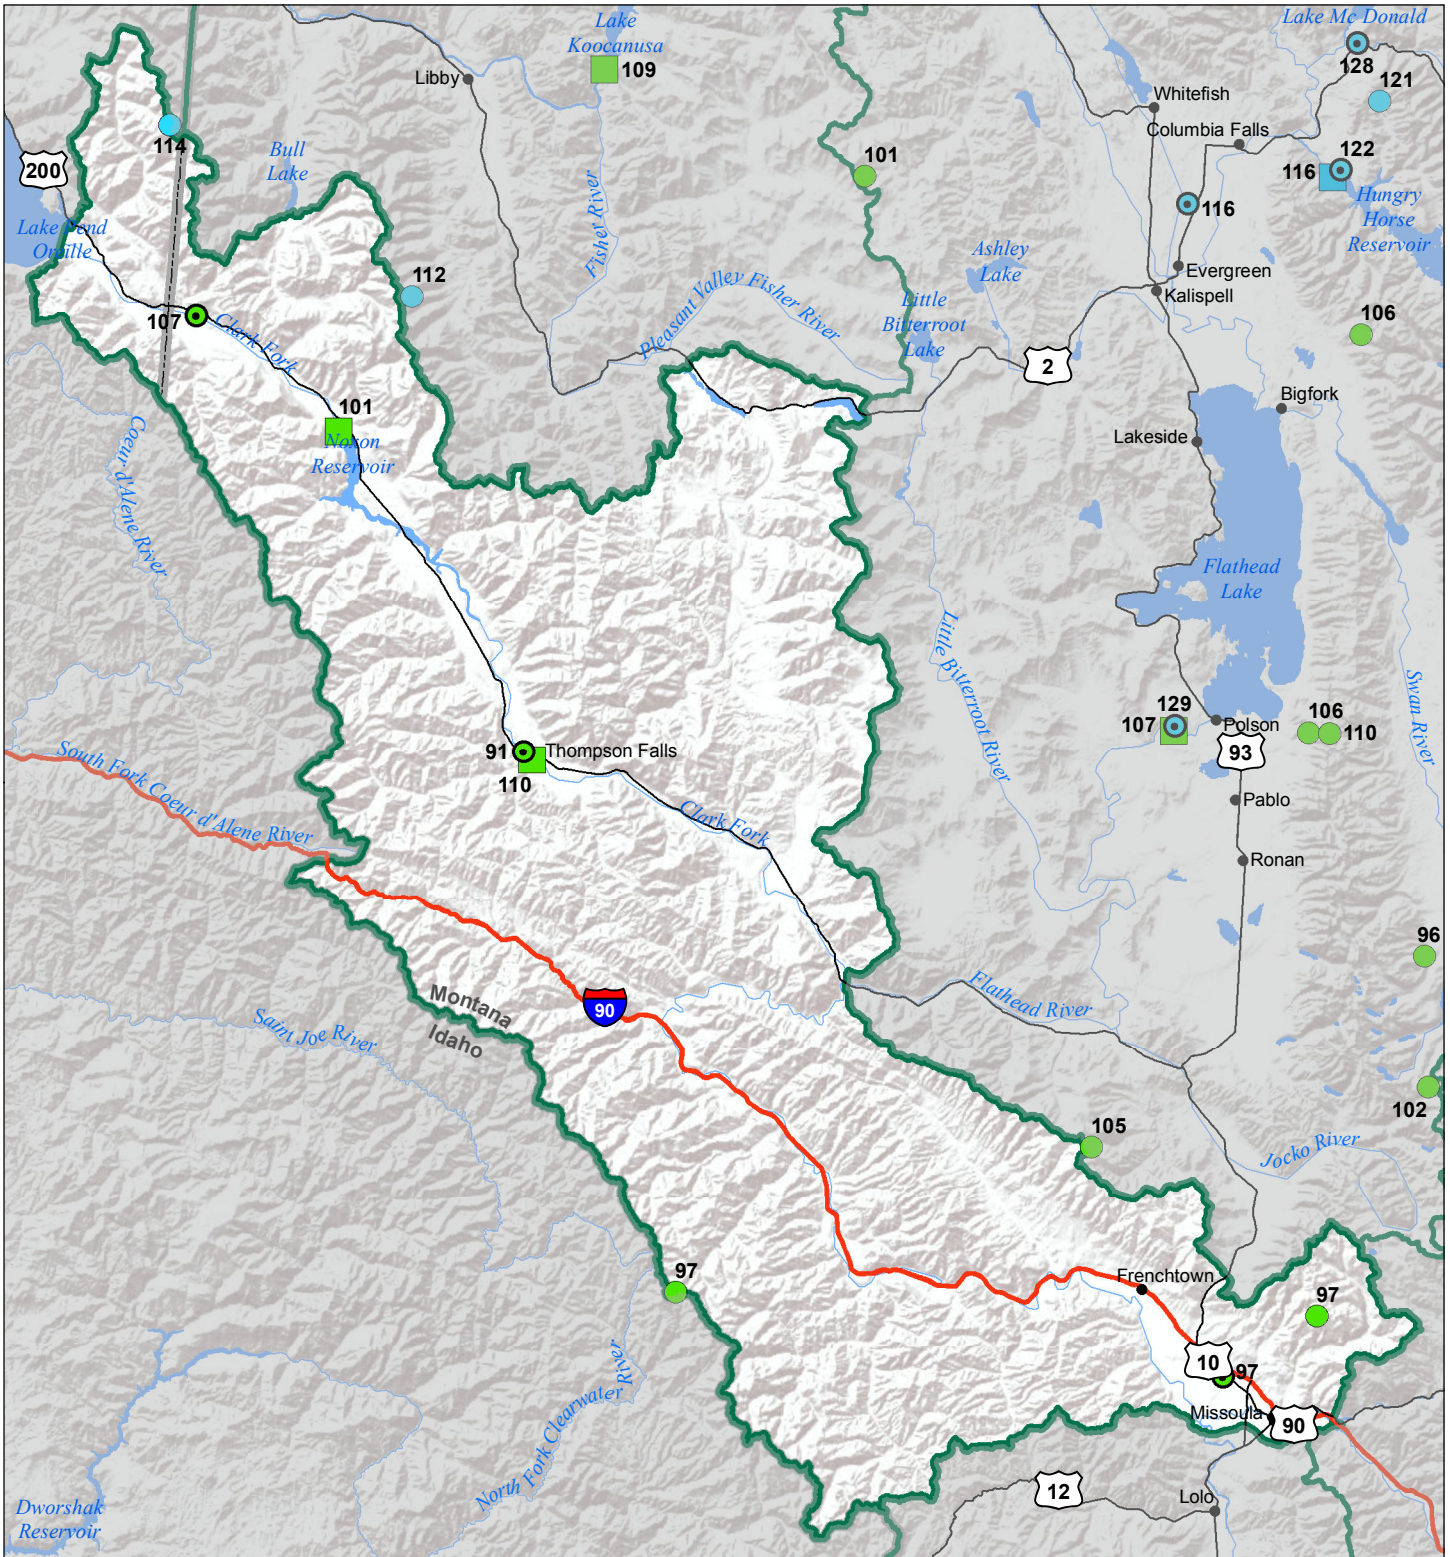 Lake Mc Donald
Lake
Koocanusa
109
Libby
128
121
Whitefish
Columbia Falls
114
Bull
Lake
101
122
116
200
Hungry
Horse
Reservoir
116
Lake Pend
Oreille
Fisher River
Ashley
Lake
Evergreen
Kalispell
112
Little
Bitterroot
Lake
107
Clark Fork
Pleasant Valley Fisher River
106
2
Bigfork
101
Noxon
Reservoir
Lakeside
Coeur d'Alene River
Flathead
Lake
Little Bitterroot River
Swan River
129
107
Polson
106
110
93
91
Thompson Falls
110
South Fork Coeur d'Alene River
Clark Fork
Pablo
Ronan
96
Montana
Idaho
90
Flathead River
Saint Joe River
102
105
Jocko River
97
Frenchtown
97
10
97
Missoula
90
North Fork Clearwater River
12
Lolo
Dworshak
Reservoir